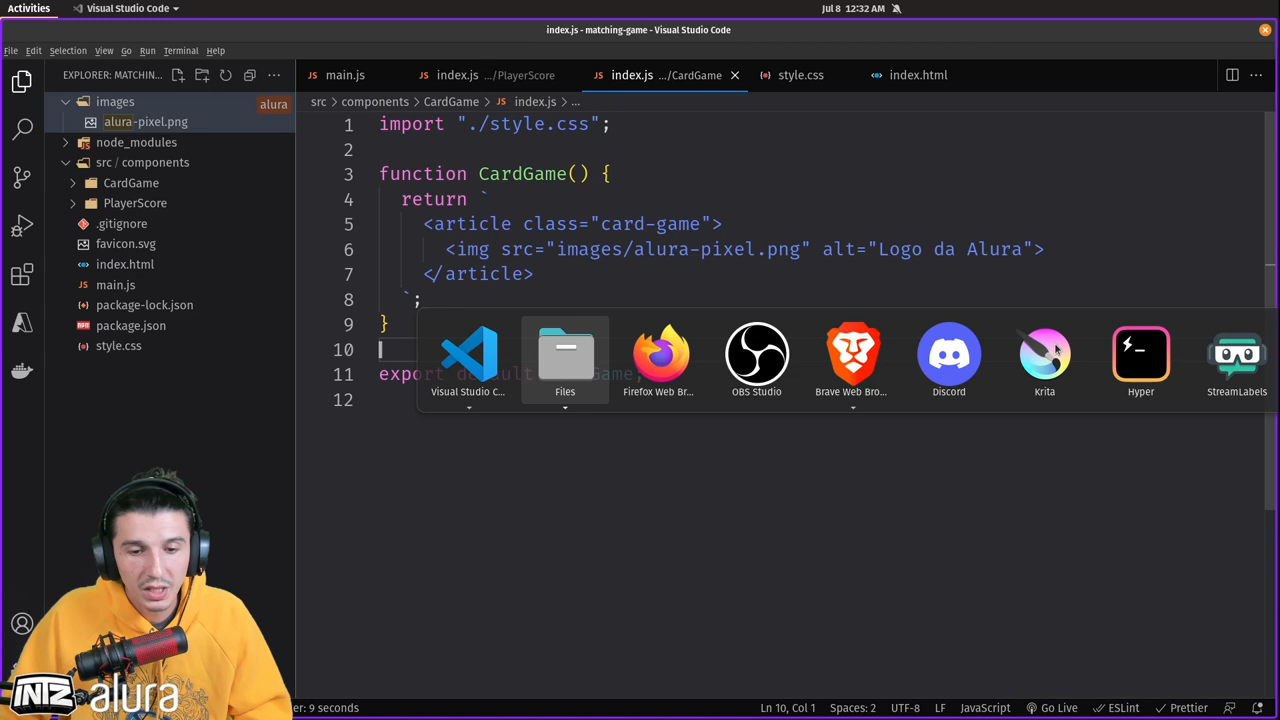 Activities
Visual Studio Code
Jul 8 12:32 AM
index.js - matching-game - Visual Studio Code
File Edit Selection View Go Run Terminal Help
EXPLORER: MATCHIN...
JS main.js
JS index.js .../PlayerScore
JS index.js .../CardGame
style.css
index.html
images
alura
alura-pixel.png
node_modules
src / components
CardGame
PlayerScore
.gitignore
favicon.svg
index.html
JS main.js
package-lock.json
package.json
style.css
src > components > CardGame > JS index.js > ...
1 import "./style.css";
2
3 function CardGame() {
4 return `
5 <article class="card-game">
6 <img src="images/alura-pixel.png" alt="Logo da Alura">
7 </article>
8 `;
9 }
10
11 export default CardGame;
12
Visual Studio C...
Files
Firefox Web Br...
OBS Studio
Brave Web Bro...
Discord
Krita
Hyper
StreamLabels
INTZ alura
er: 9 seconds
Ln 10, Col 1
Spaces: 2
UTF-8
LF
JavaScript
Go Live
ESLint
Prettier